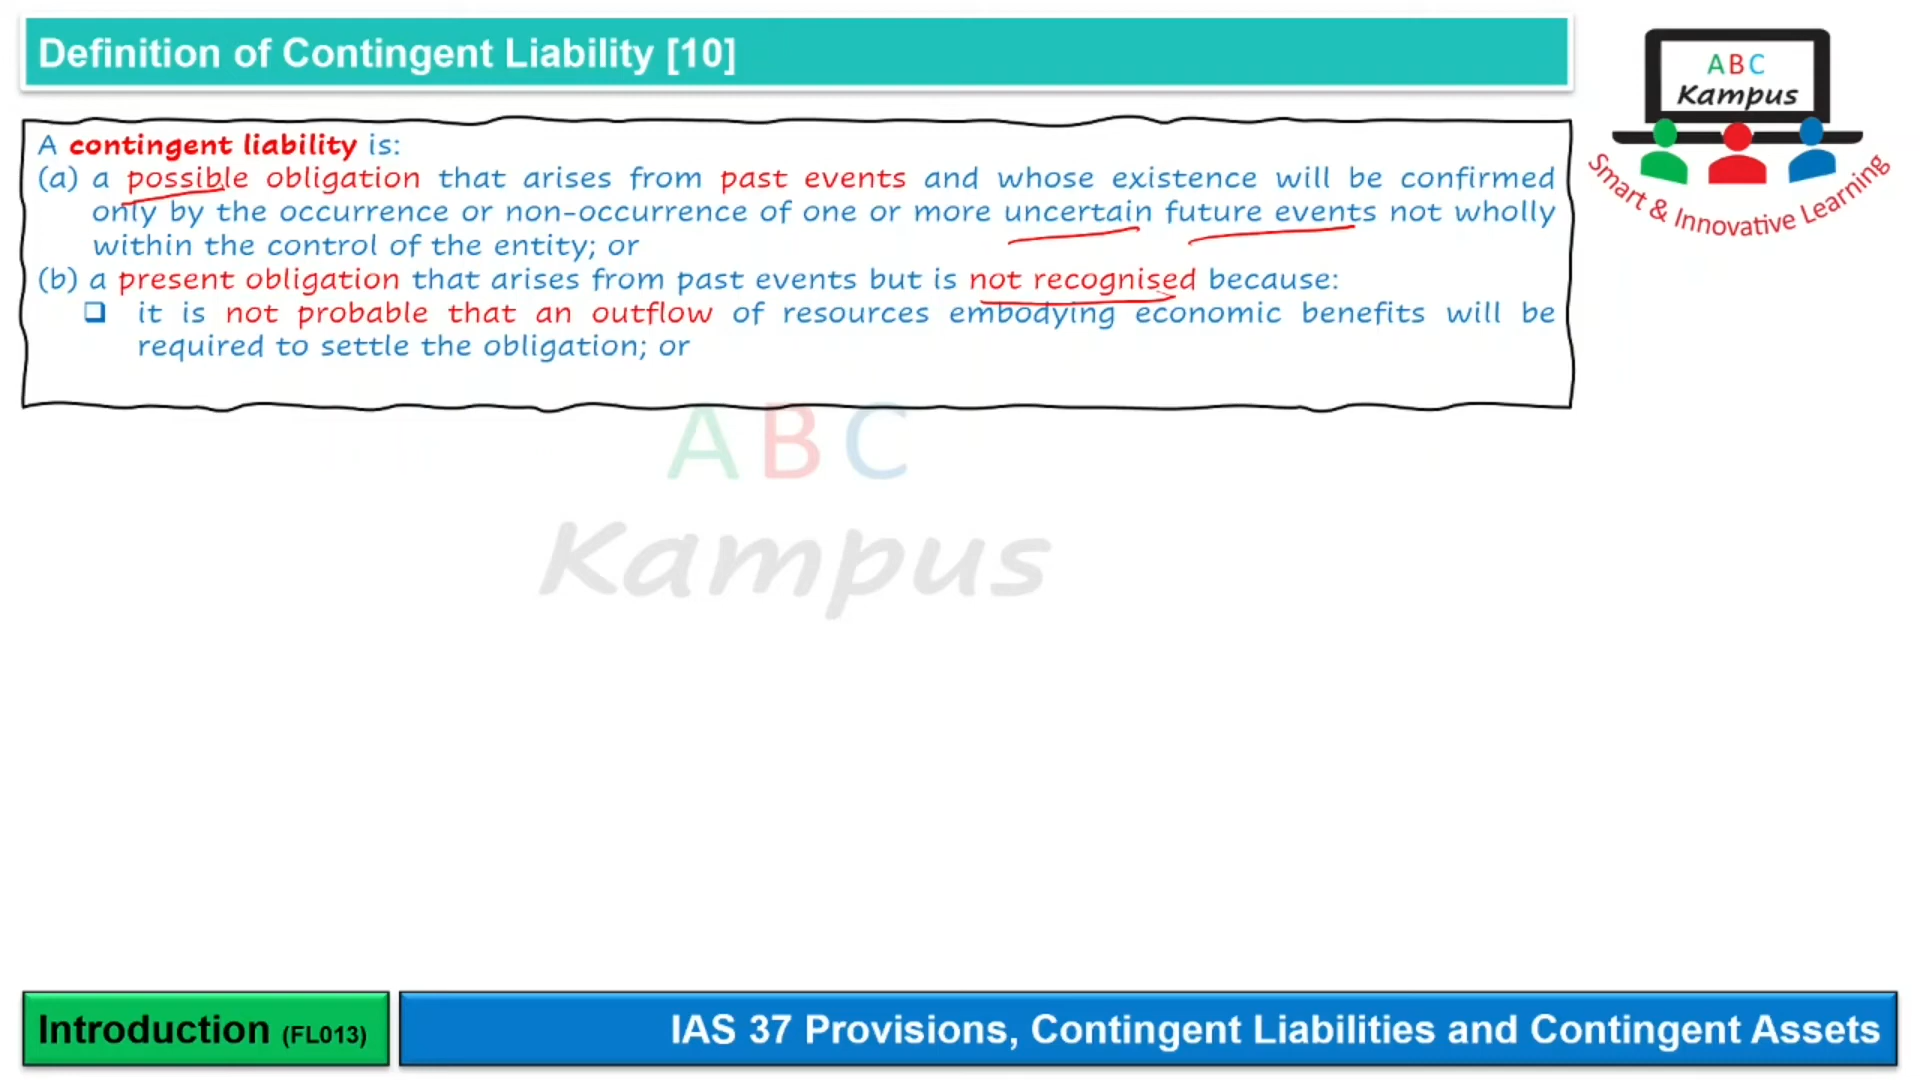 Definition of Contingent Liability [10]
ABC
Kampus
Smart & Innovative Learning
A contingent liability is:
(a) a possible obligation that arises from past events and whose existence will be confirmed
only by the occurrence or non-occurrence of one or more uncertain future events not wholly
within the control of the entity; or
(b) a present obligation that arises from past events but is not recognised because:
❑ it is not probable that an outflow of resources embodying economic benefits will be
required to settle the obligation; or
ABC
Kampus
Introduction (FL013)
IAS 37 Provisions, Contingent Liabilities and Contingent Assets